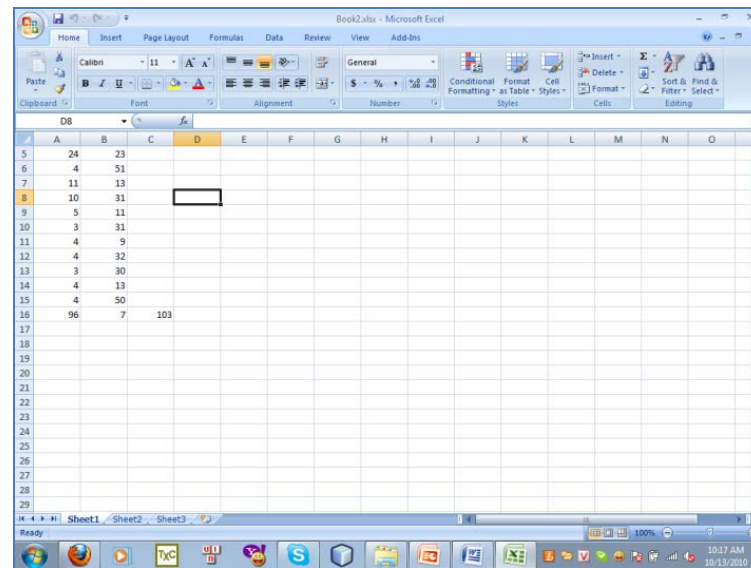 Book2.xlsx - Microsoft Excel
Home Insert Page Layout Formulas Data Review View Add-Ins
Paste
Calibri 11 A A
B I U A
General
$ % ,
Conditional Formatting
Format as Table
Cell Styles
Insert
Delete
Format
Σ
Sort & Filter
Find & Select
Clipboard Font Alignment Number Styles Cells Editing
D8 fx
A B C D E F G H I J K L M N O
5 24 23
6 4 51
7 11 13
8 10 31
9 5 11
10 3 31
11 4 9
12 4 32
13 3 30
14 4 13
15 4 50
16 96 7 103
17
18
19
20
21
22
23
24
25
26
27
28
29
Sheet1 Sheet2 Sheet3
Ready 100%
TXC
10:17 AM
10/13/2010